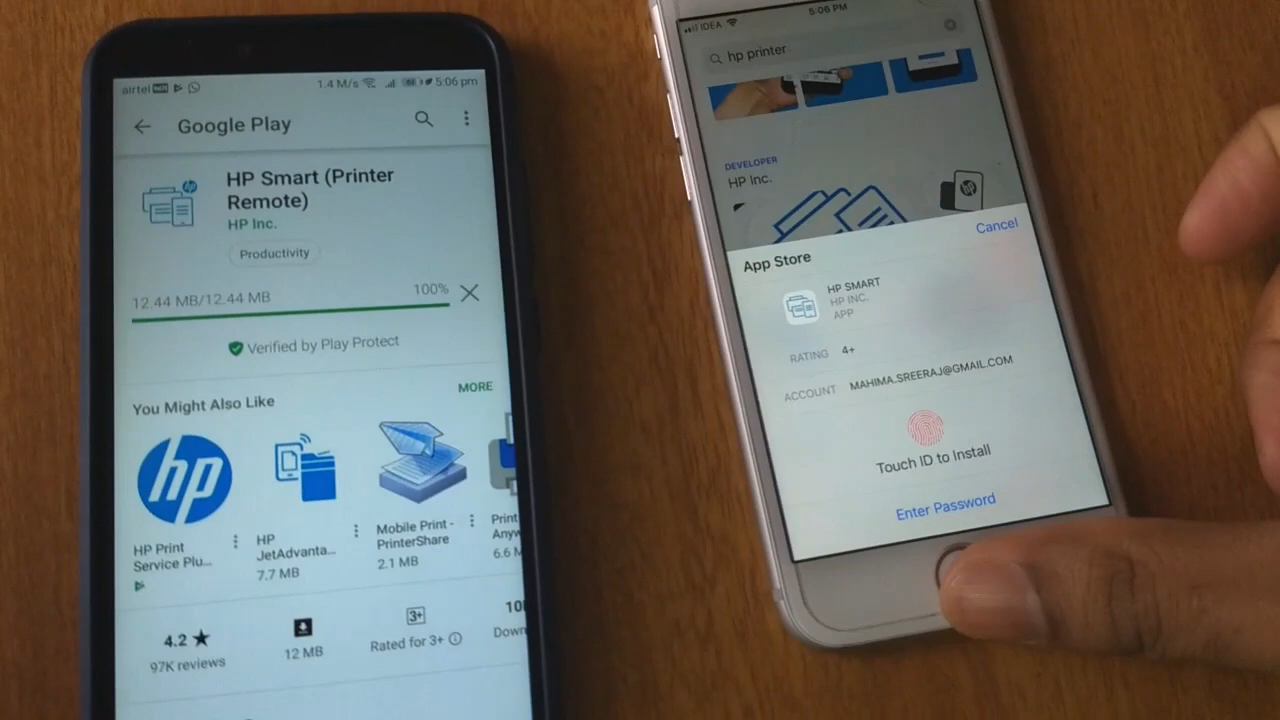 airtel
1.4 M/s
5:06 pm
Google Play
HP Smart (Printer
Remote)
HP Inc.
Productivity
12.44 MB/12.44 MB
100%
Verified by Play Protect
MORE
You Might Also Like
hp
HP Print
Service Plu...
HP
JetAdvanta...
7.7 MB
Mobile Print -
PrinterShare
2.1 MB
Print
Anyw
6.6 M
4.2 ★
97K reviews
12 MB
3+
Rated for 3+
10
Down
IDEA
5:06 PM
hp printer
DEVELOPER
HP Inc.
hp
Cancel
App Store
HP SMART
HP INC.
APP
RATING 4+
ACCOUNT MAHIMA.SREERAJ@GMAIL.COM
Touch ID to Install
Enter Password